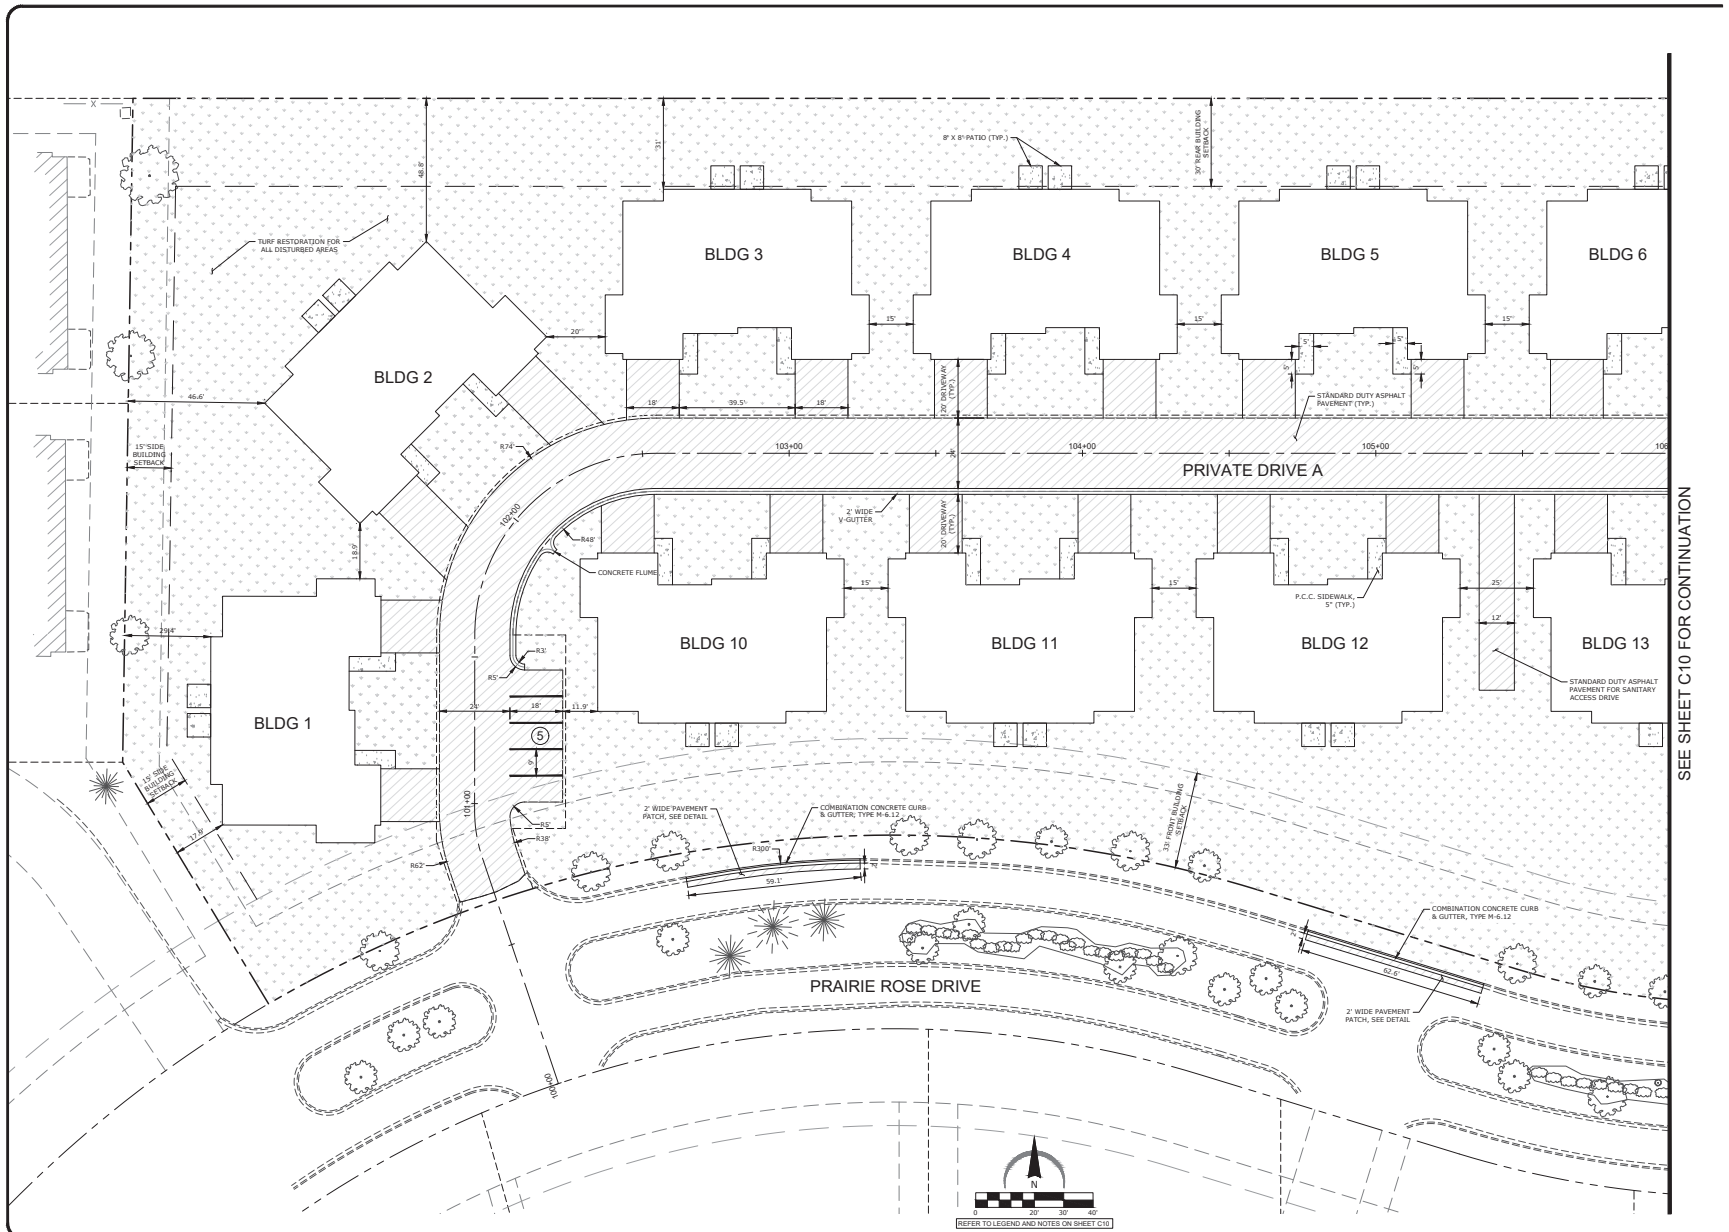 X
48.8'
31'
8' X 8' PATIO (TYP.)
30' REAR BUILDING
SETBACK
TURF RESTORATION FOR
ALL DISTURBED AREAS
BLDG 3
BLDG 4
BLDG 5
BLDG 6
20'
15'
15'
15'
BLDG 2
5'
5'
5'
5'
46.6'
18'
39.5'
18'
20' DRIVEWAY
(TYP.)
STANDARD DUTY ASPHALT
PAVEMENT (TYP.)
15' SIDE
BUILDING
SETBACK
R74'
103+00
104+00
105+00
106
24'
PRIVATE DRIVE A
102+00
2' WIDE
V-GUTTER
20' DRIVEWAY
(TYP.)
R48'
18.9'
CONCRETE FLUME
15'
15'
25'
P.C.C. SIDEWALK,
5" (TYP.)
12'
29.4'
BLDG 10
BLDG 11
BLDG 12
BLDG 13
R3'
R5'
STANDARD DUTY ASPHALT
PAVEMENT FOR SANITARY
ACCESS DRIVE
24'
18'
11.9'
BLDG 1
5
9'
15' SIDE
BUILDING
SETBACK
101+00
2' WIDE PAVEMENT
PATCH, SEE DETAIL
COMBINATION CONCRETE CURB
& GUTTER, TYPE M-6.12
33' FRONT BUILDING
SETBACK
R5'
R38'
R300'
R62'
59.1'
2'
COMBINATION CONCRETE CURB
& GUTTER, TYPE M-6.12
2'
62.6'
PRAIRIE ROSE DRIVE
2' WIDE PAVEMENT
PATCH, SEE DETAIL
100+00
N
0
20'
30'
40'
REFER TO LEGEND AND NOTES ON SHEET C10
SEE SHEET C10 FOR CONTINUATION